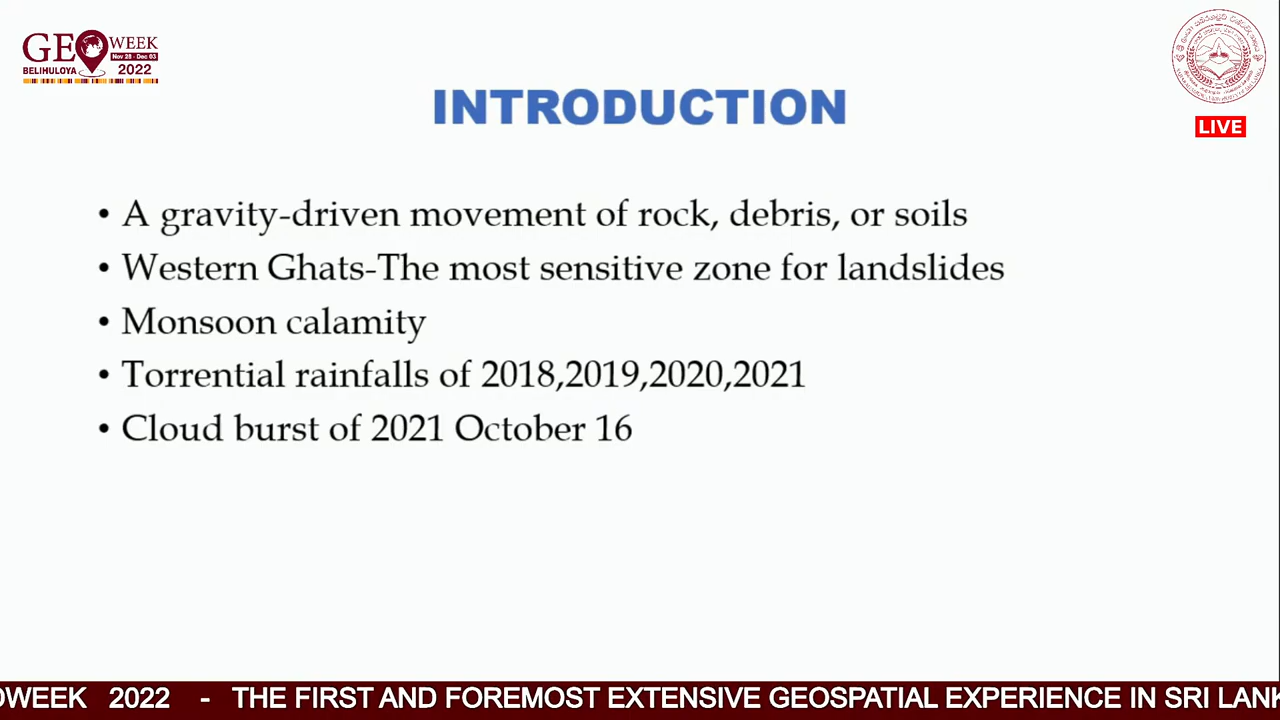 GEO WEEK
Nov 28 - Dec 03
BELIHULOYA 2022
LIVE
INTRODUCTION
• A gravity-driven movement of rock, debris, or soils
• Western Ghats-The most sensitive zone for landslides
• Monsoon calamity
• Torrential rainfalls of 2018,2019,2020,2021
• Cloud burst of 2021 October 16
OWEEK 2022 - THE FIRST AND FOREMOST EXTENSIVE GEOSPATIAL EXPERIENCE IN SRI LANK